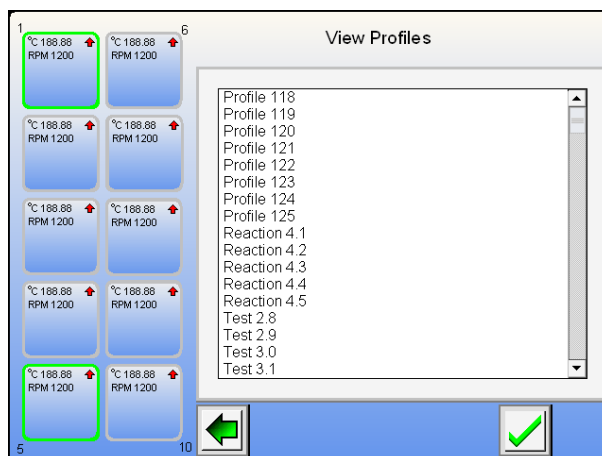 1
6
°C 188.88
RPM 1200
°C 188.88
RPM 1200
°C 188.88
RPM 1200
°C 188.88
RPM 1200
°C 188.88
RPM 1200
°C 188.88
RPM 1200
°C 188.88
RPM 1200
°C 188.88
RPM 1200
°C 188.88
RPM 1200
°C 188.88
RPM 1200
5
10
View Profiles
Profile 118
Profile 119
Profile 120
Profile 121
Profile 122
Profile 123
Profile 124
Profile 125
Reaction 4.1
Reaction 4.2
Reaction 4.3
Reaction 4.4
Reaction 4.5
Test 2.8
Test 2.9
Test 3.0
Test 3.1